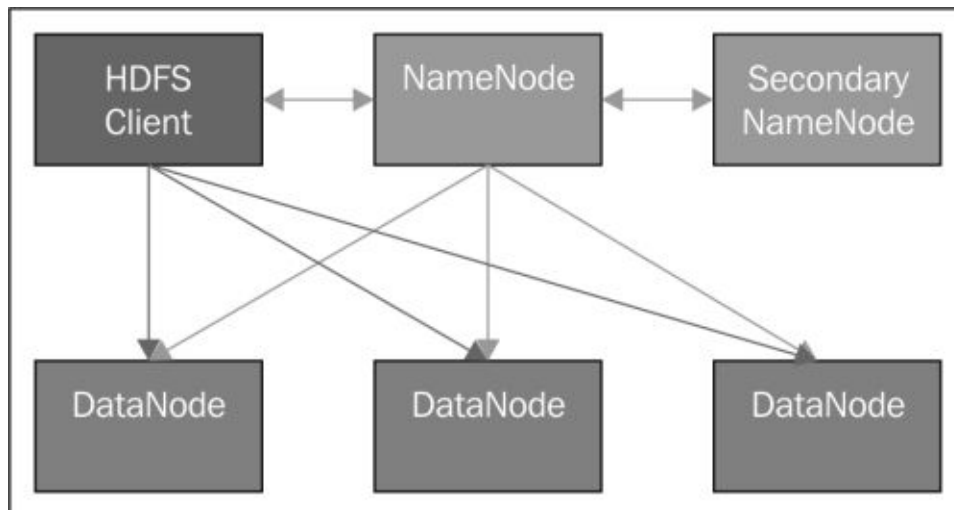 HDFS
Client
NameNode
Secondary
NameNode
DataNode
DataNode
DataNode